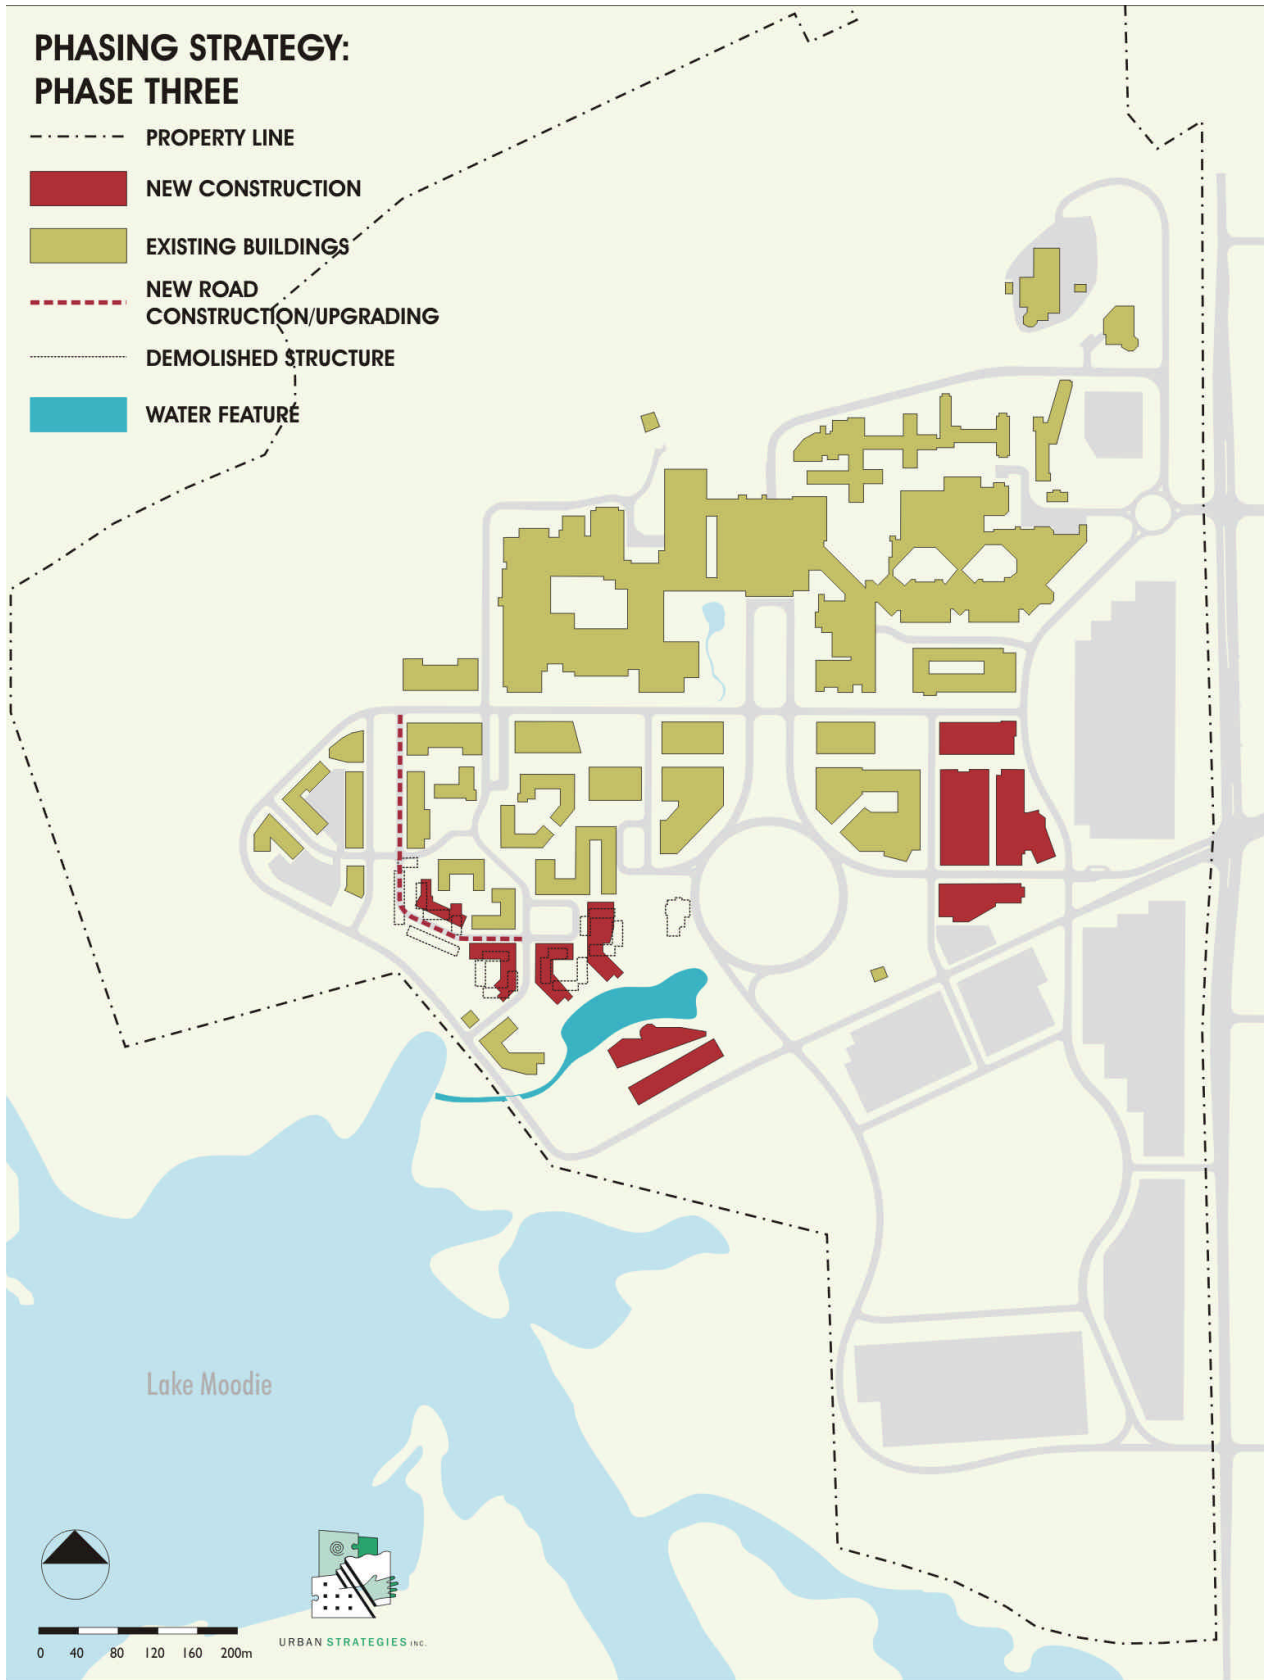 PHASING STRATEGY:
PHASE THREE
PROPERTY LINE
NEW CONSTRUCTION
EXISTING BUILDINGS
NEW ROAD
CONSTRUCTION/UPGRADING
DEMOLISHED STRUCTURE
WATER FEATURE
Lake Moodie
URBAN STRATEGIES INC.
0 40 80 120 160 200m